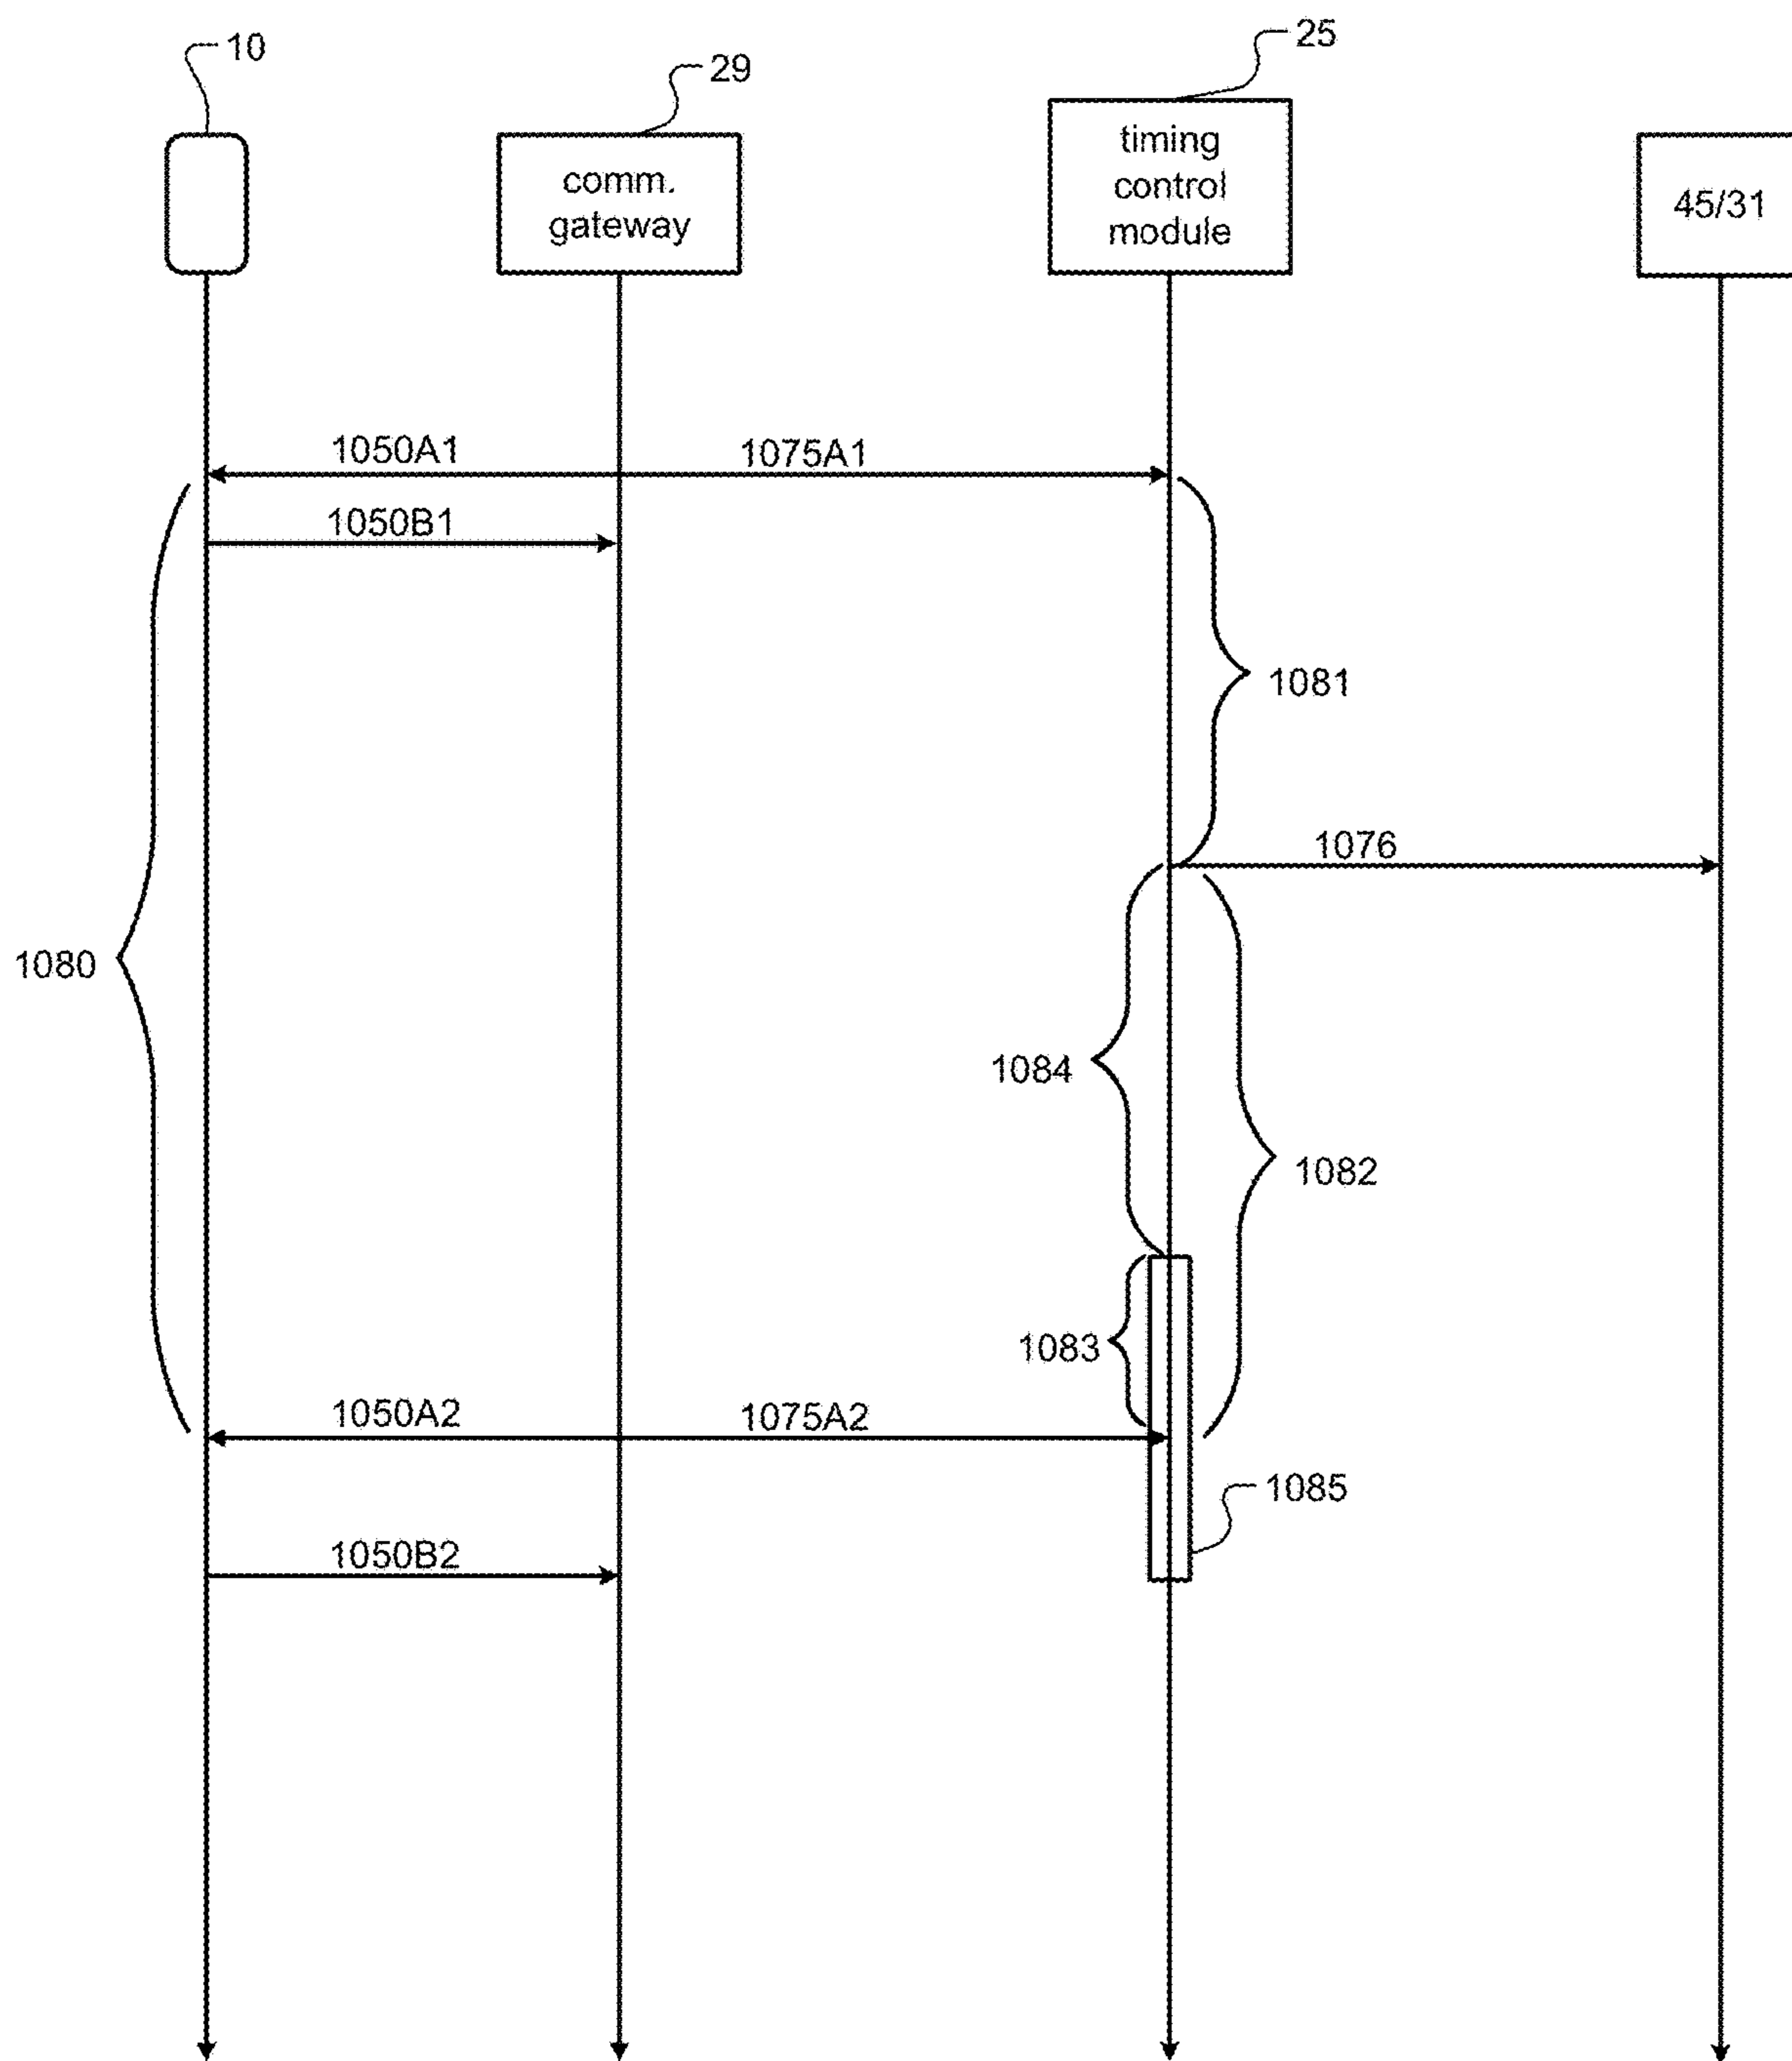 10
29
25
comm.
gateway
timing
control
module
45/31
1050A1
1075A1
1050B1
1081
1076
1080
1084
1082
1083
1050A2
1075A2
1085
1050B2